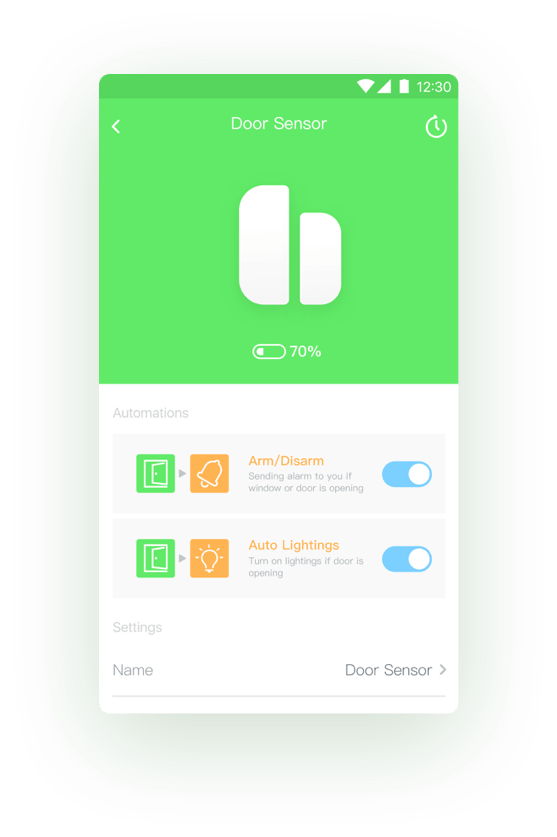 12:30
Door Sensor
70%
Automations
Arm/Disarm
Sending alarm to you if
window or door is opening
Auto Lightings
Turn on lightings if door is
opening
Settings
Name Door Sensor